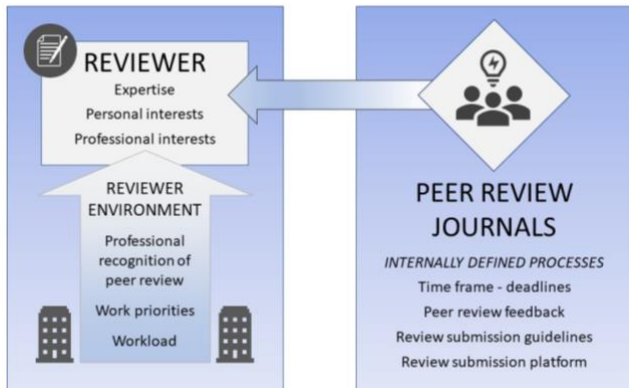 REVIEWER
Expertise
Personal interests
Professional interests
REVIEWER
ENVIRONMENT
Professional
recognition of
peer review
Work priorities
Workload
PEER REVIEW
JOURNALS
INTERNALLY DEFINED PROCESSES
Time frame - deadlines
Peer review feedback
Review submission guidelines
Review submission platform